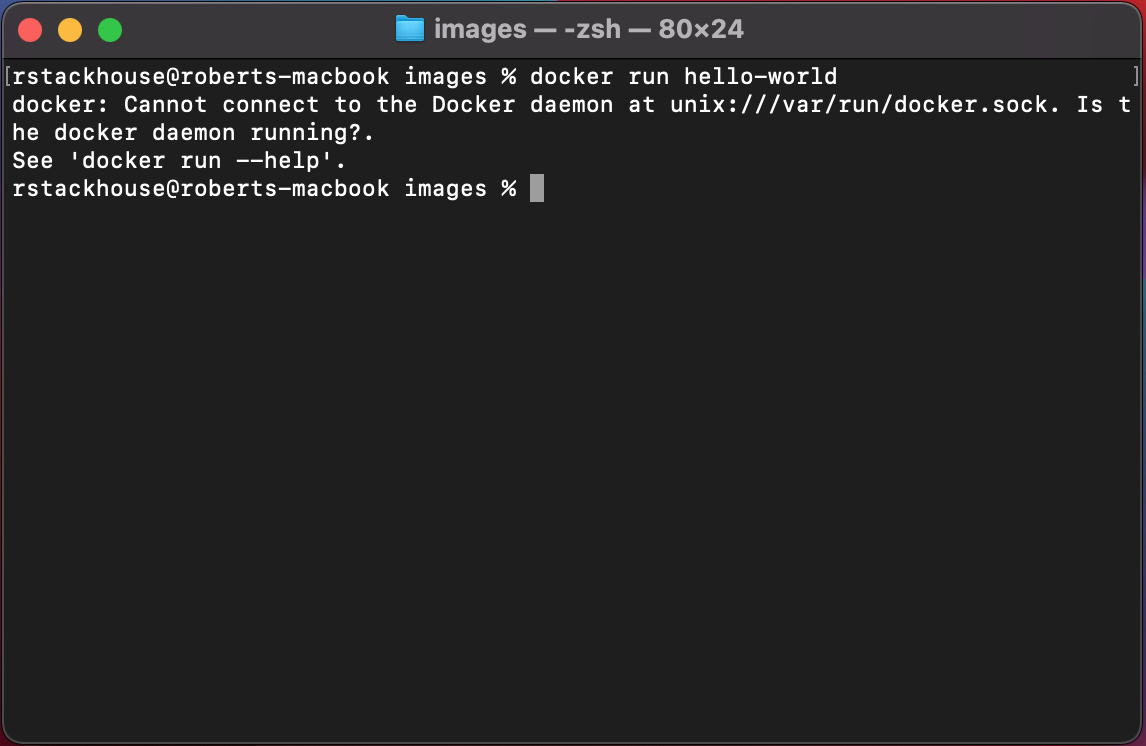 images — -zsh — 80×24
[rstackhouse@roberts-macbook images % docker run hello-world ]
docker: Cannot connect to the Docker daemon at unix:///var/run/docker.sock. Is t
he docker daemon running?.
See 'docker run --help'.
rstackhouse@roberts-macbook images %